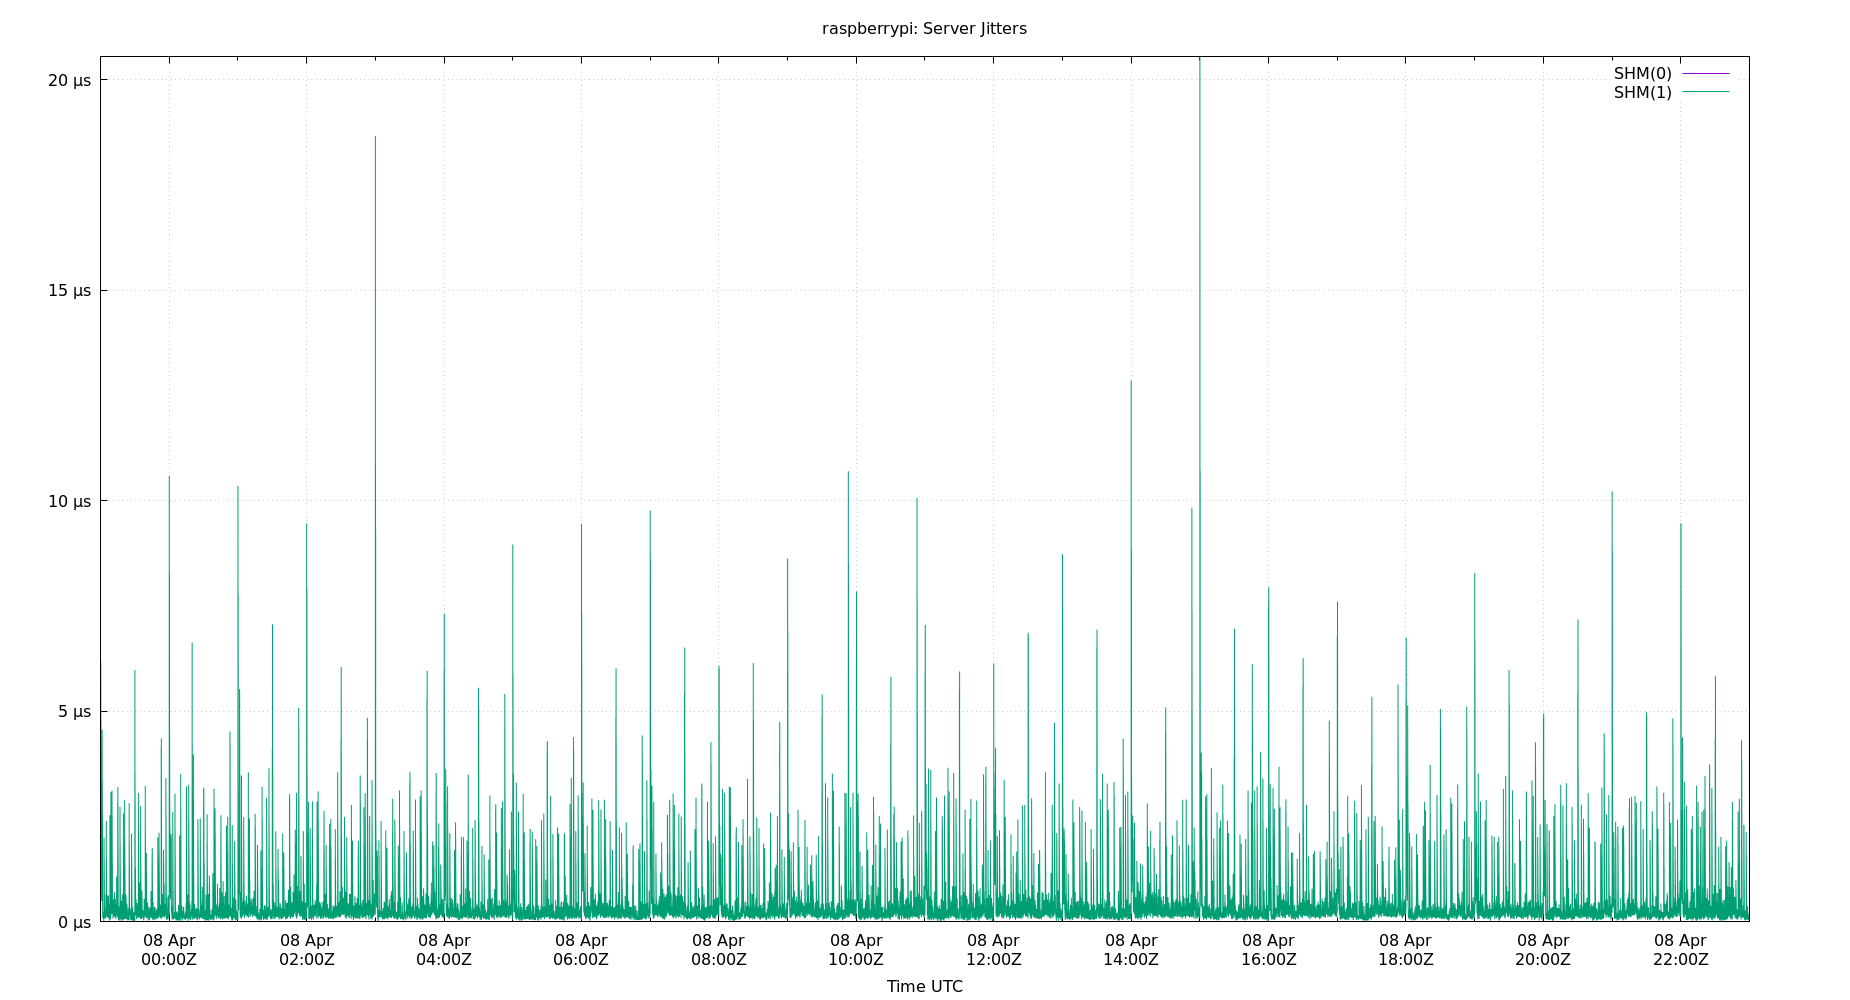 raspberrypi: Server Jitters
SHM(0)
SHM(1)
20 µs
15 µs
10 µs
5 µs
0 µs
08 Apr 08 Apr 08 Apr 08 Apr 08 Apr 08 Apr 08 Apr 08 Apr 08 Apr 08 Apr 08 Apr 08 Apr
00:00Z 02:00Z 04:00Z 06:00Z 08:00Z 10:00Z 12:00Z 14:00Z 16:00Z 18:00Z 20:00Z 22:00Z
Time UTC